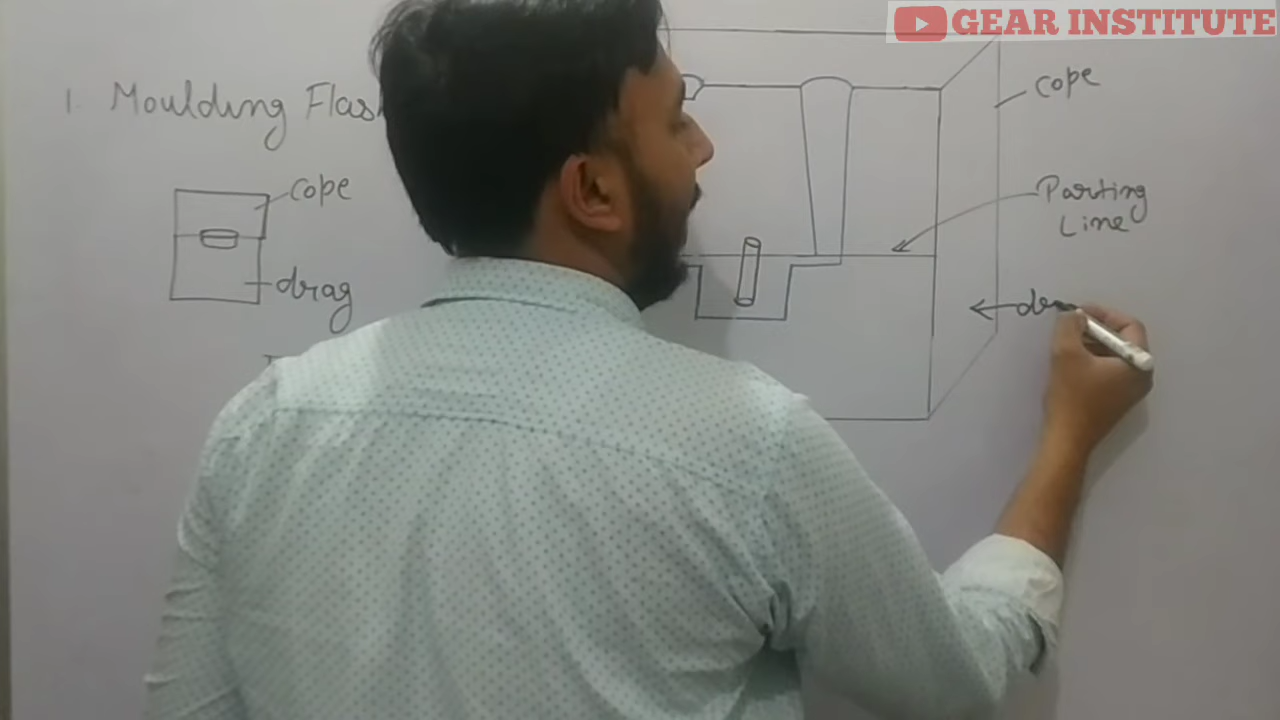 GEAR INSTITUTE
1. Moulding Flas
cope
drag
cope
Parting
Line